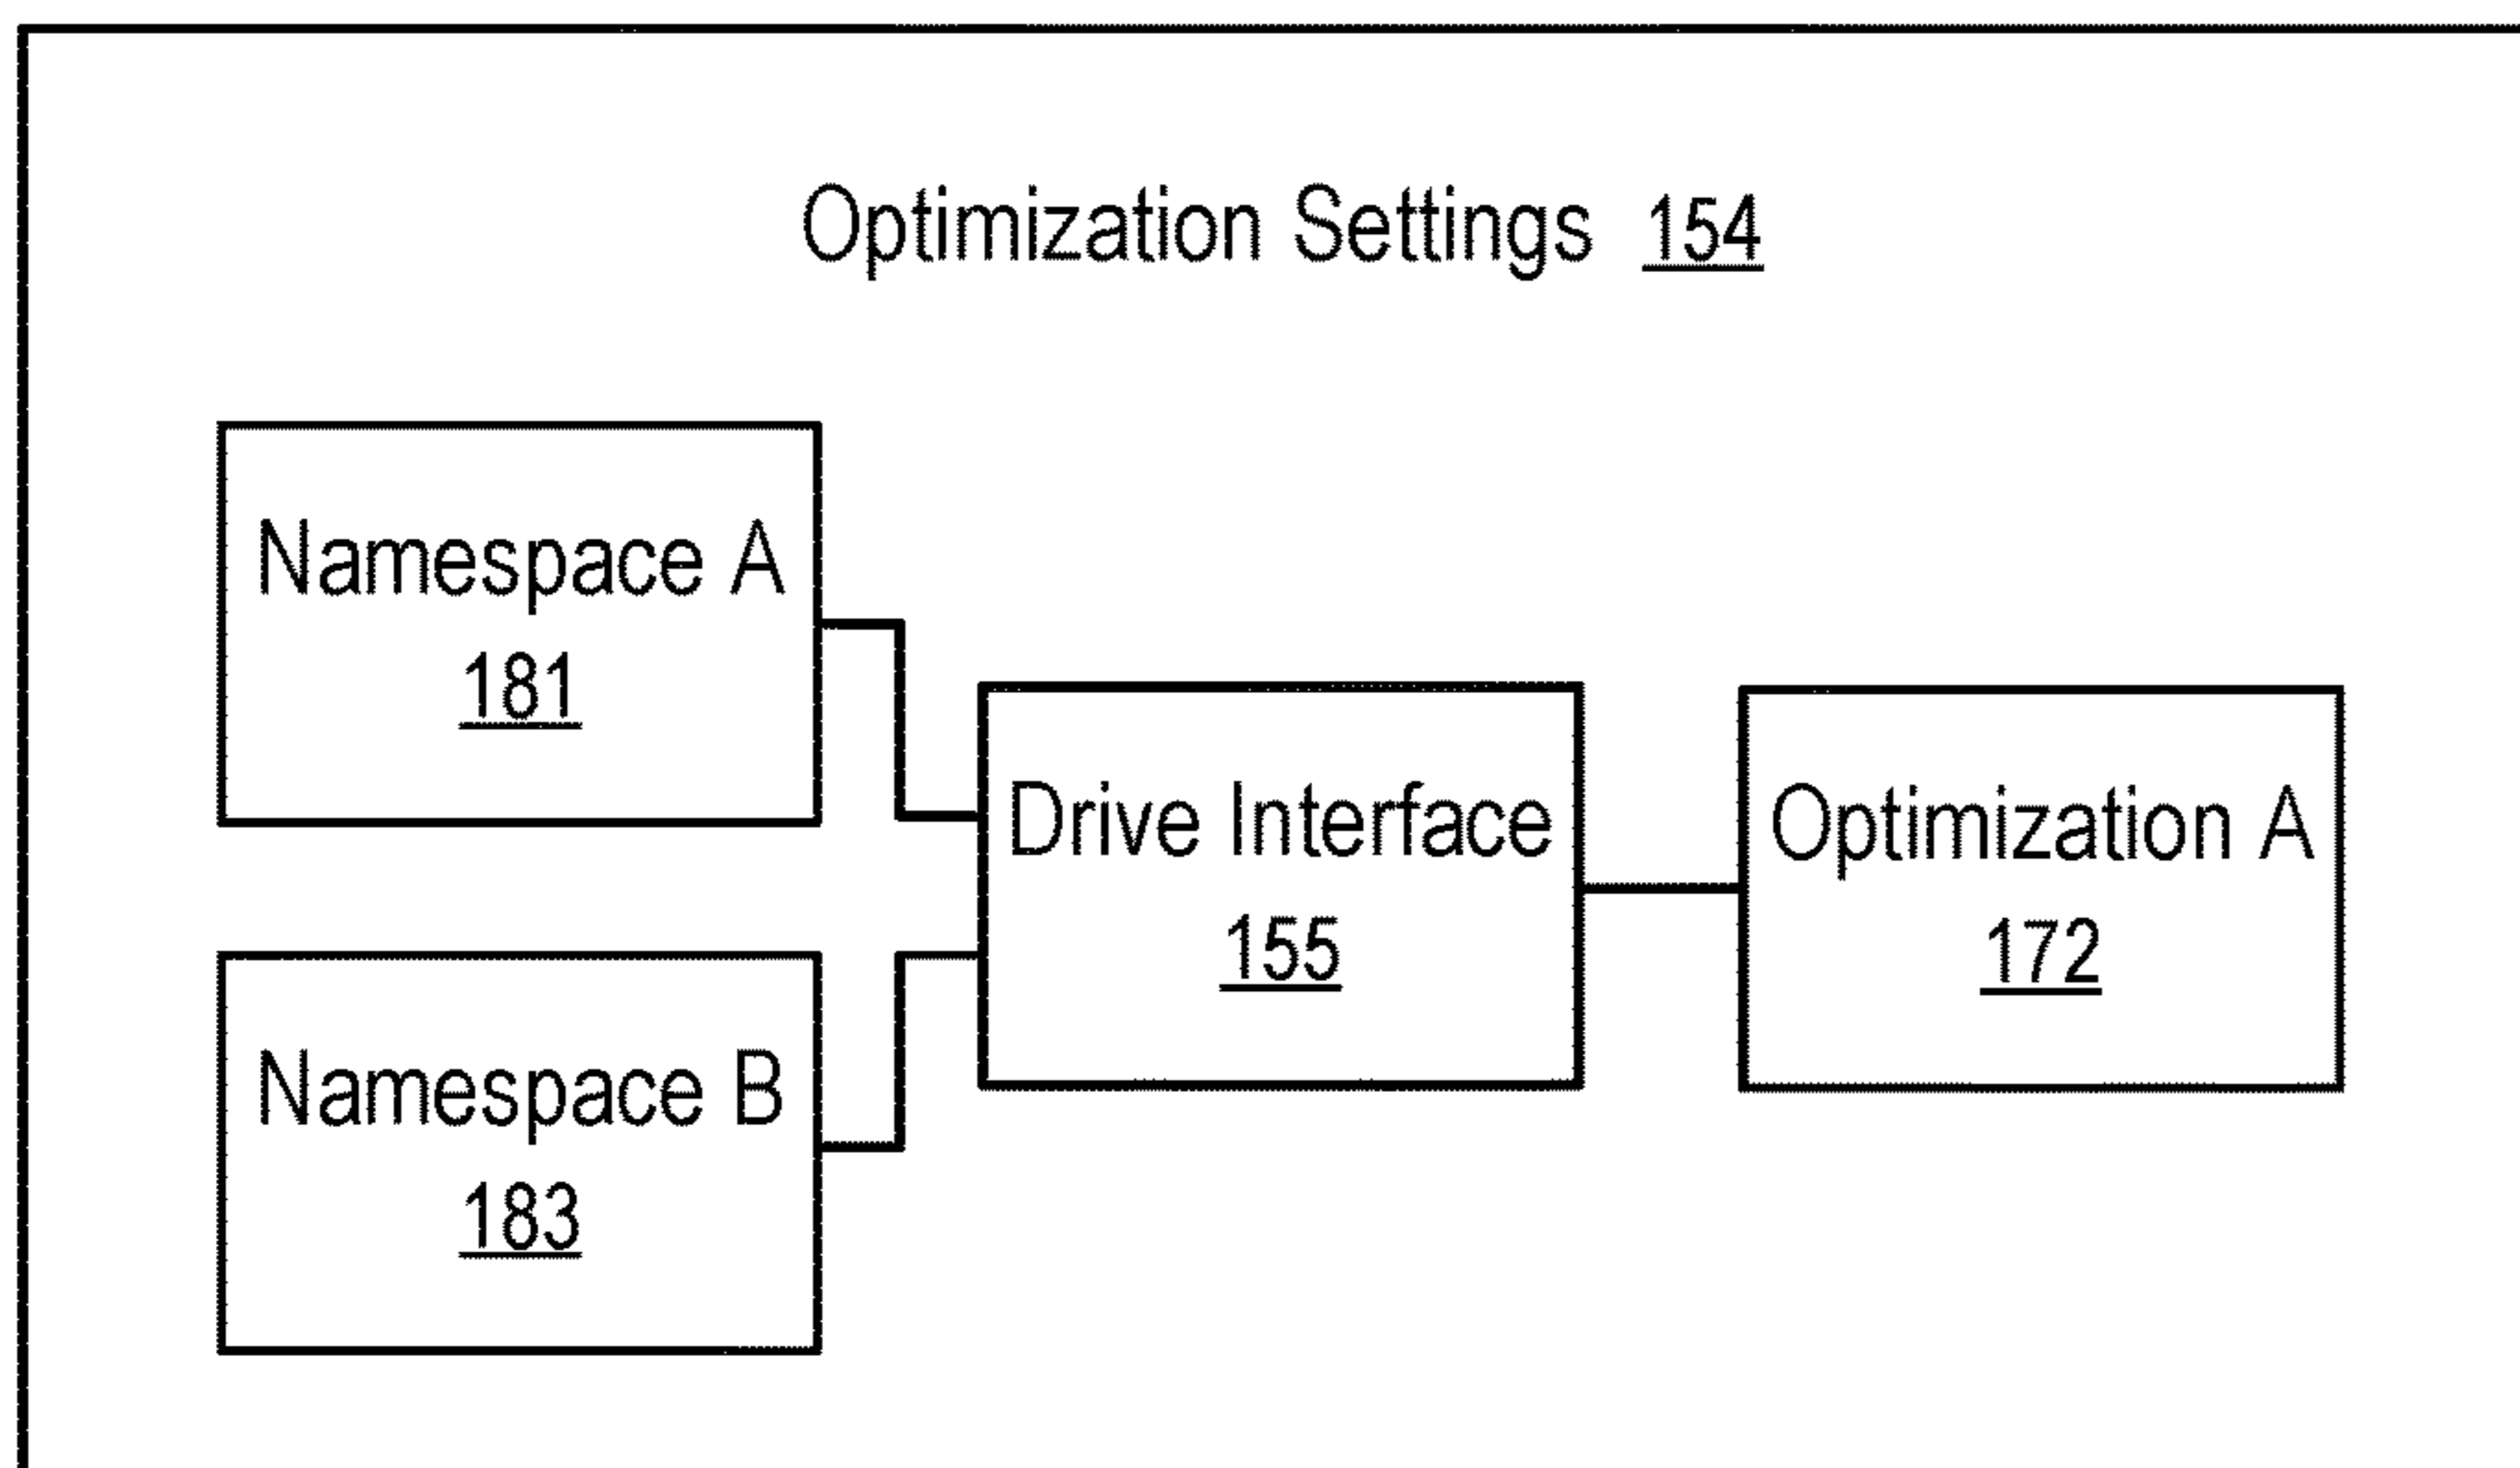 Optimization Settings 154
Namespace A
181
Drive Interface
155
Optimization A
172
Namespace B
183